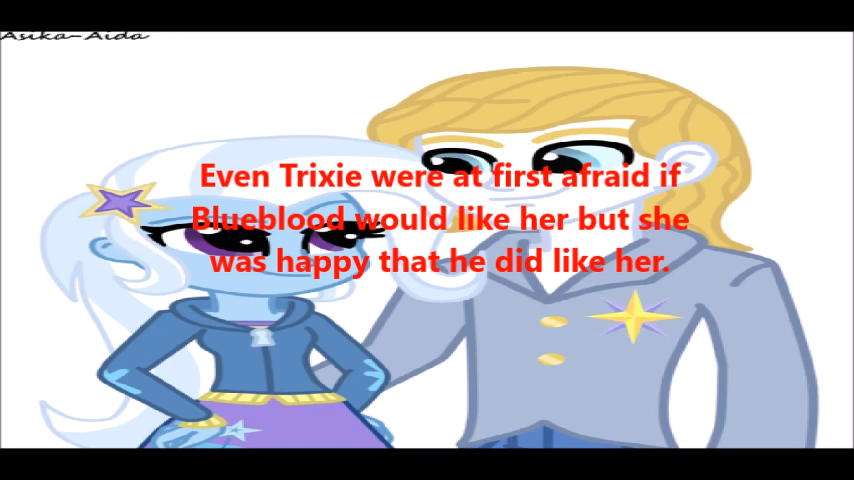 Asika-Aida
Even Trixie were at first afraid if
Blueblood would like her but she
was happy that he did like her.